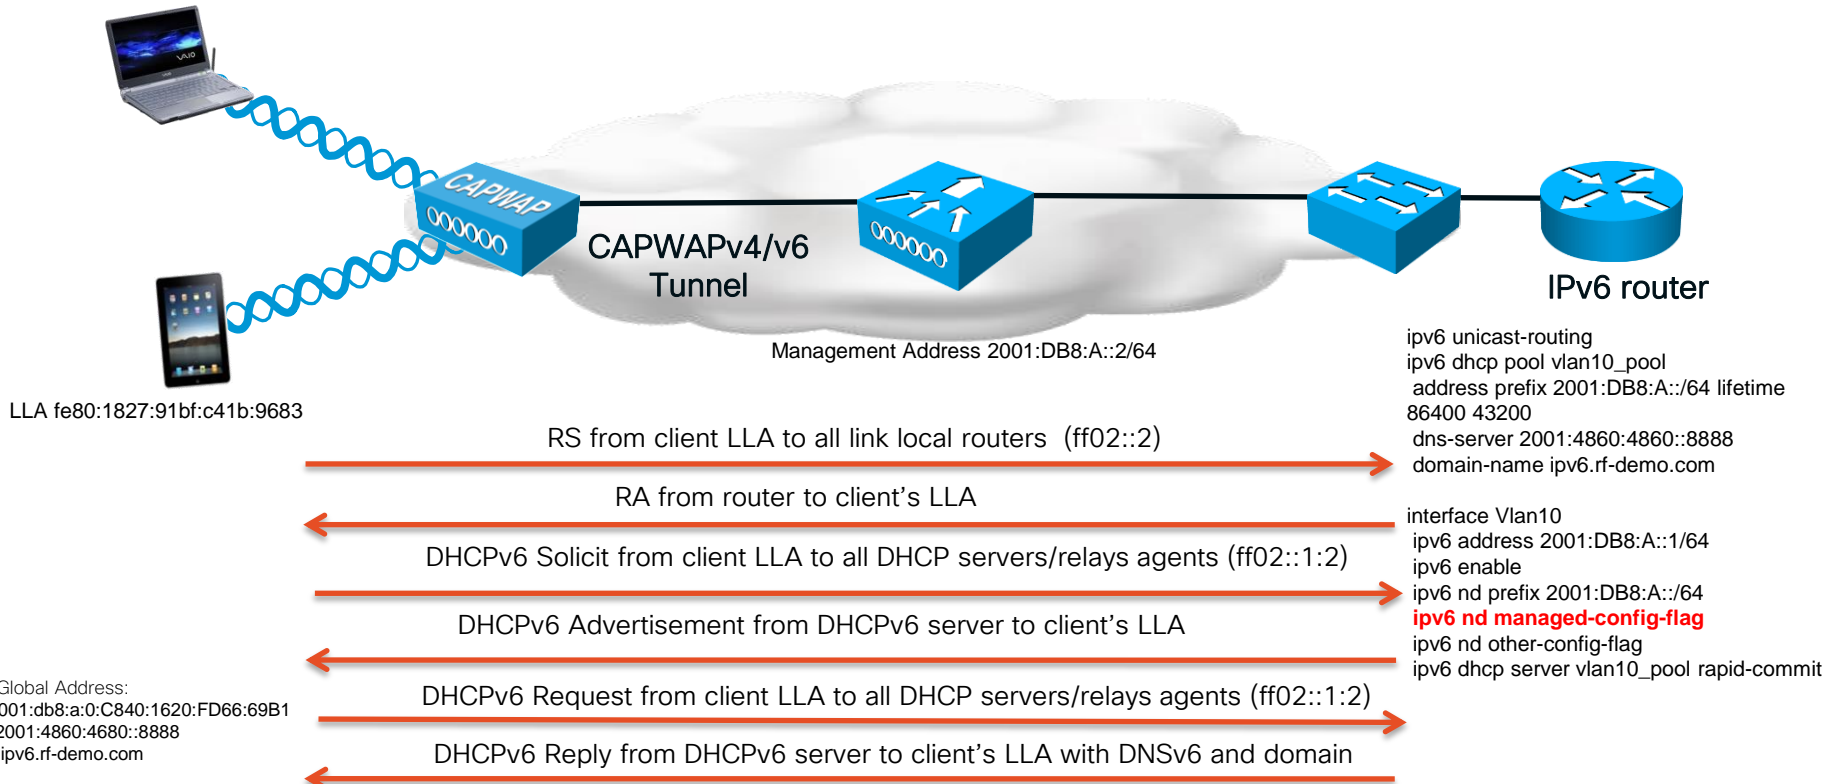 VAIO
CAPWAP
CAPWAPv4/v6
Tunnel
IPv6 router
Management Address 2001:DB8:A::2/64
LLA fe80:1827:91bf:c41b:9683
ipv6 unicast-routing
ipv6 dhcp pool vlan10_pool
address prefix 2001:DB8:A::/64 lifetime
86400 43200
dns-server 2001:4860:4860::8888
domain-name ipv6.rf-demo.com
interface Vlan10
ipv6 address 2001:DB8:A::1/64
ipv6 enable
ipv6 nd prefix 2001:DB8:A::/64
ipv6 nd managed-config-flag
ipv6 nd other-config-flag
ipv6 dhcp server vlan10_pool rapid-commit
RS from client LLA to all link local routers (ff02::2)
RA from router to client's LLA
DHCPv6 Solicit from client LLA to all DHCP servers/relays agents (ff02::1:2)
DHCPv6 Advertisement from DHCPv6 server to client's LLA
DHCPv6 Request from client LLA to all DHCP servers/relays agents (ff02::1:2)
DHCPv6 Reply from DHCPv6 server to client's LLA with DNSv6 and domain
Global Address:
001:db8:a:0:C840:1620:FD66:69B1
2001:4860:4680::8888
ipv6.rf-demo.com